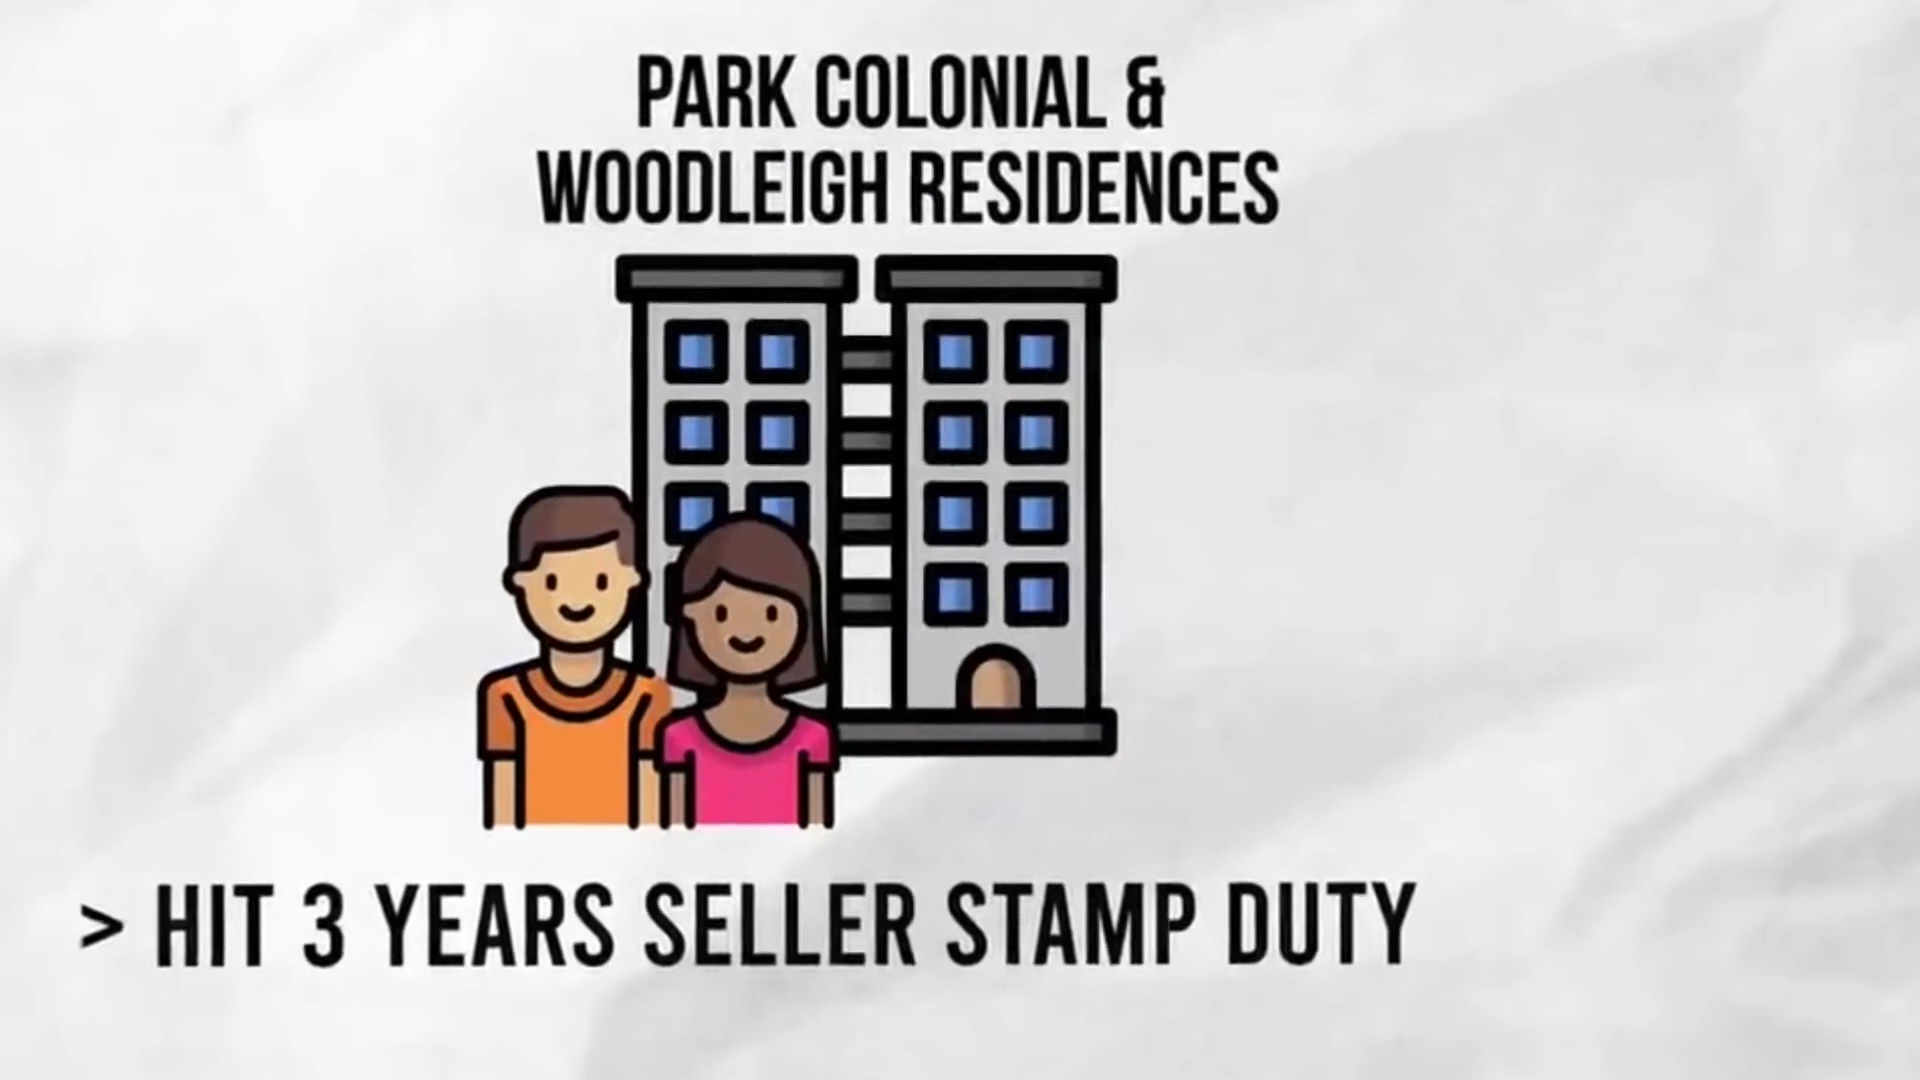 PARK COLONIAL &
WOODLEIGH RESIDENCES
> HIT 3 YEARS SELLER STAMP DUTY